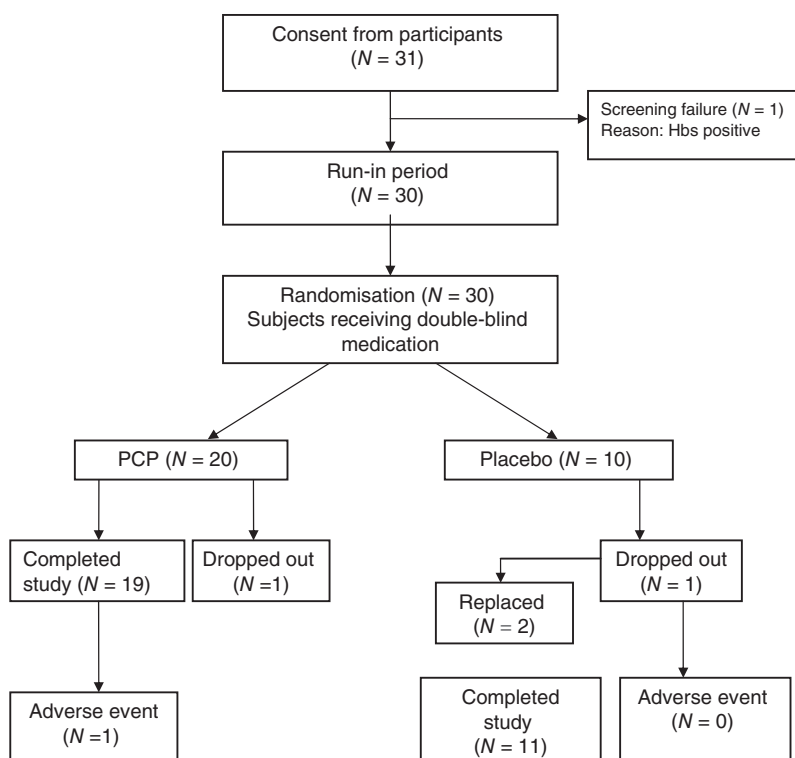 Consent from participants
(N = 31)
Screening failure (N = 1)
Reason: Hbs positive
Run-in period
(N = 30)
Randomisation (N = 30)
Subjects receiving double-blind
medication
PCP (N = 20)
Placebo (N = 10)
Completed
study (N = 19)
Dropped out
(N =1)
Dropped out
(N = 1)
Replaced
(N = 2)
Adverse event
(N =1)
Completed
study
(N = 11)
Adverse event
(N = 0)